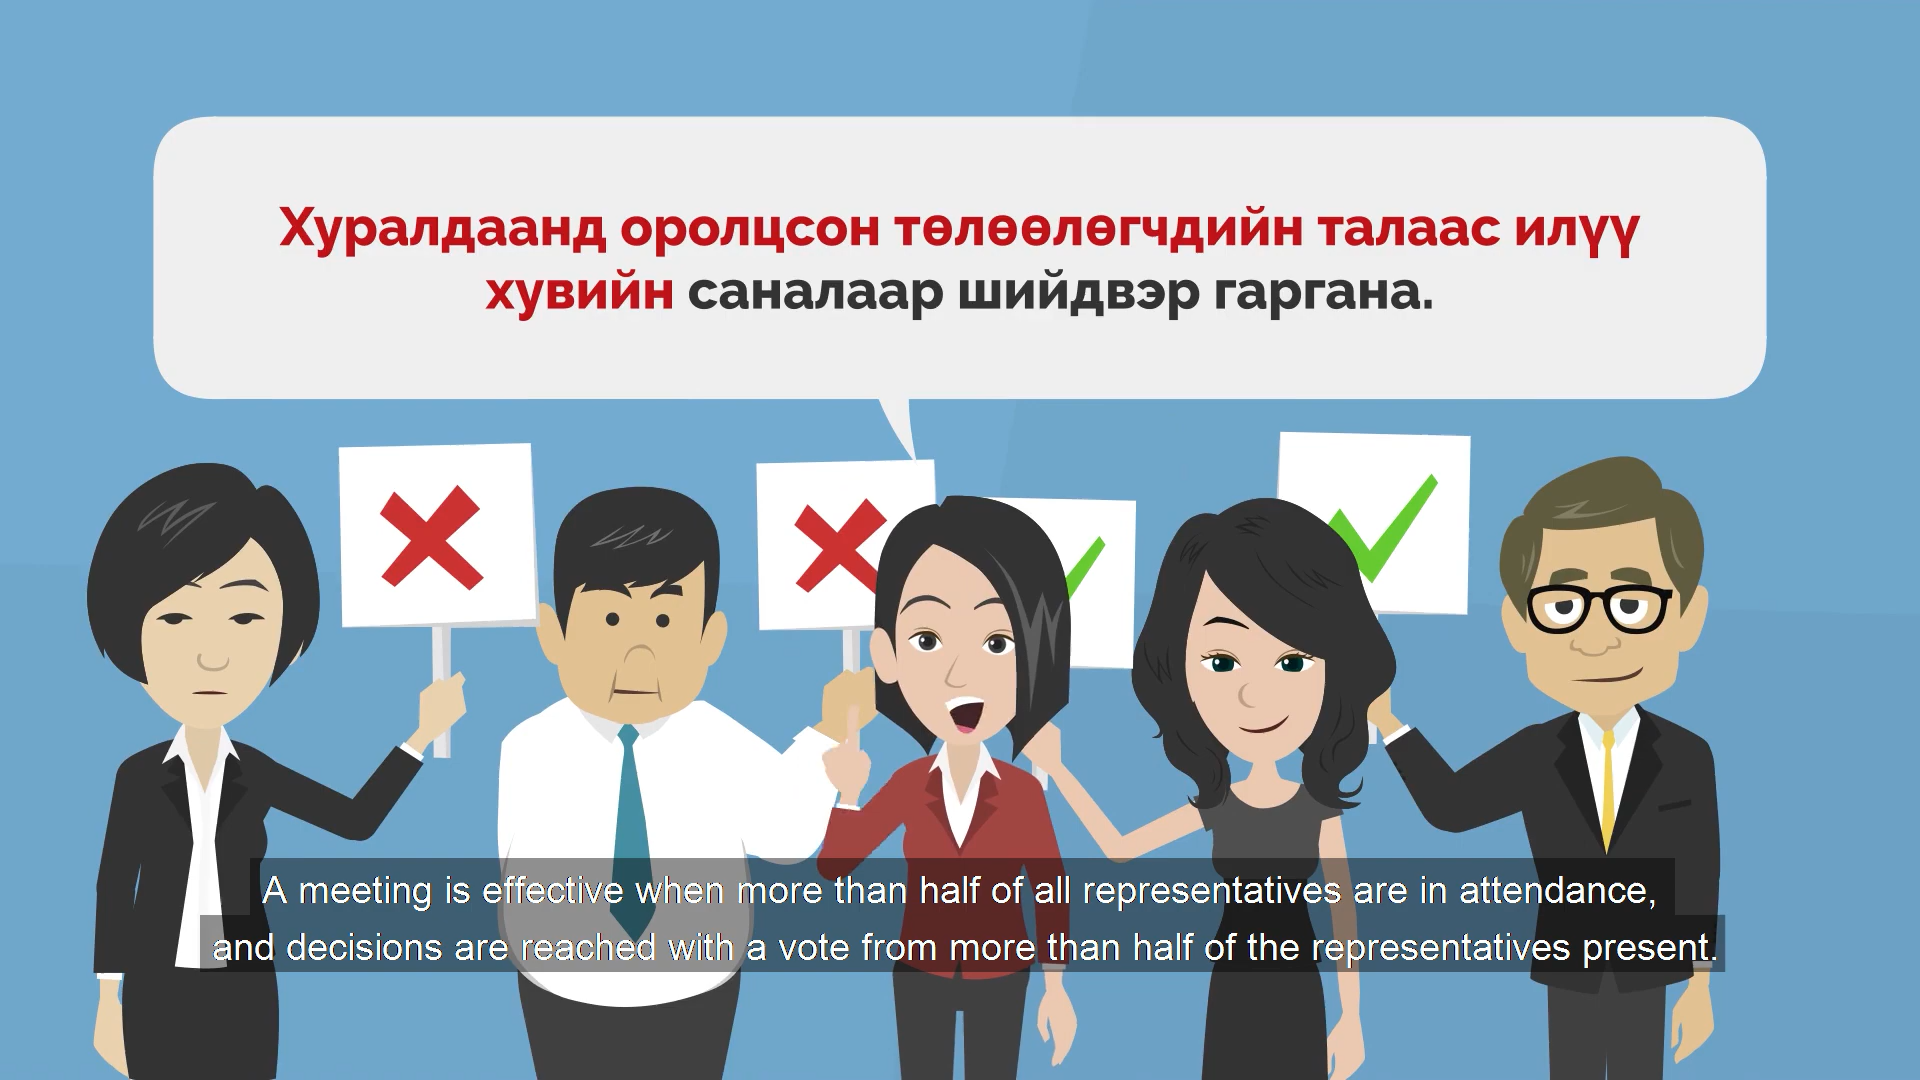 Хуралдаанд оролцсон төлөөлөгчдийн талаас илүү
хувийн саналаар шийдвэр гаргана.
A meeting is effective when more than half of all representatives are in attendance,
and decisions are reached with a vote from more than half of the representatives present.